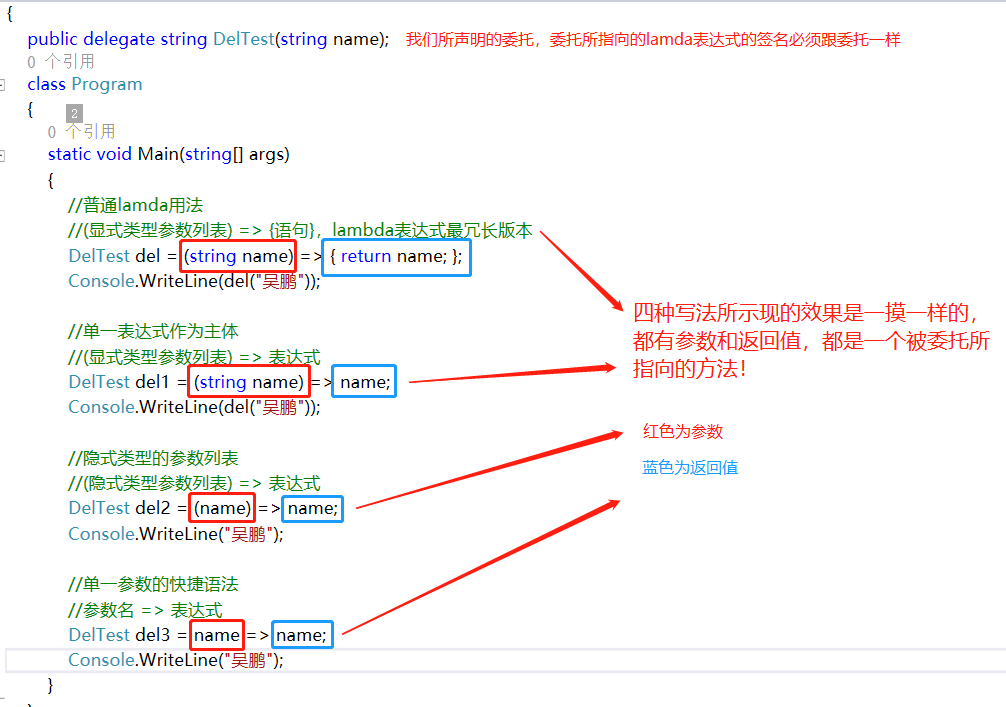 {
public delegate string DelTest(string name); 我们所声明的委托，委托所指向的lamda表达式的签名必须跟委托一样
0 个引用
class Program
{
2
0 个引用
static void Main(string[] args)
{
//普通lamda用法
//(显式类型参数列表) => {语句}，lambda表达式最冗长版本
DelTest del = (string name) => { return name; };
Console.WriteLine(del("吴鹏"));
//单一表达式作为主体
//(显式类型参数列表) => 表达式
DelTest del1 = (string name) => name;
Console.WriteLine(del("吴鹏"));
//隐式类型的参数列表
//(隐式类型参数列表) => 表达式
DelTest del2 = (name) => name;
Console.WriteLine("吴鹏");
//单一参数的快捷语法
//参数名 => 表达式
DelTest del3 = name => name;
Console.WriteLine("吴鹏");
}
四种写法所示现的效果是一摸一样的，
都有参数和返回值，都是一个被委托所
指向的方法！
红色为参数
蓝色为返回值